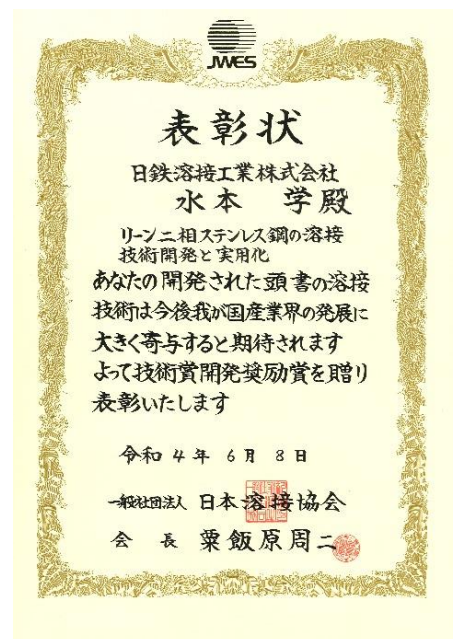 JWES
表彰状
日鉄溶接工業株式会社
水本 学殿
リーン二相ステンレス鋼の溶接
技術開発と実用化
あなたの開発された頭書の溶接
技術は今後我が国産業界の発展に
大きく寄与すると期待されます
よって技術賞開発奨励賞を贈り
表彰いたします
令和4年6月8日
一般社団法人 日本溶接協会
会長 粟飯原周二